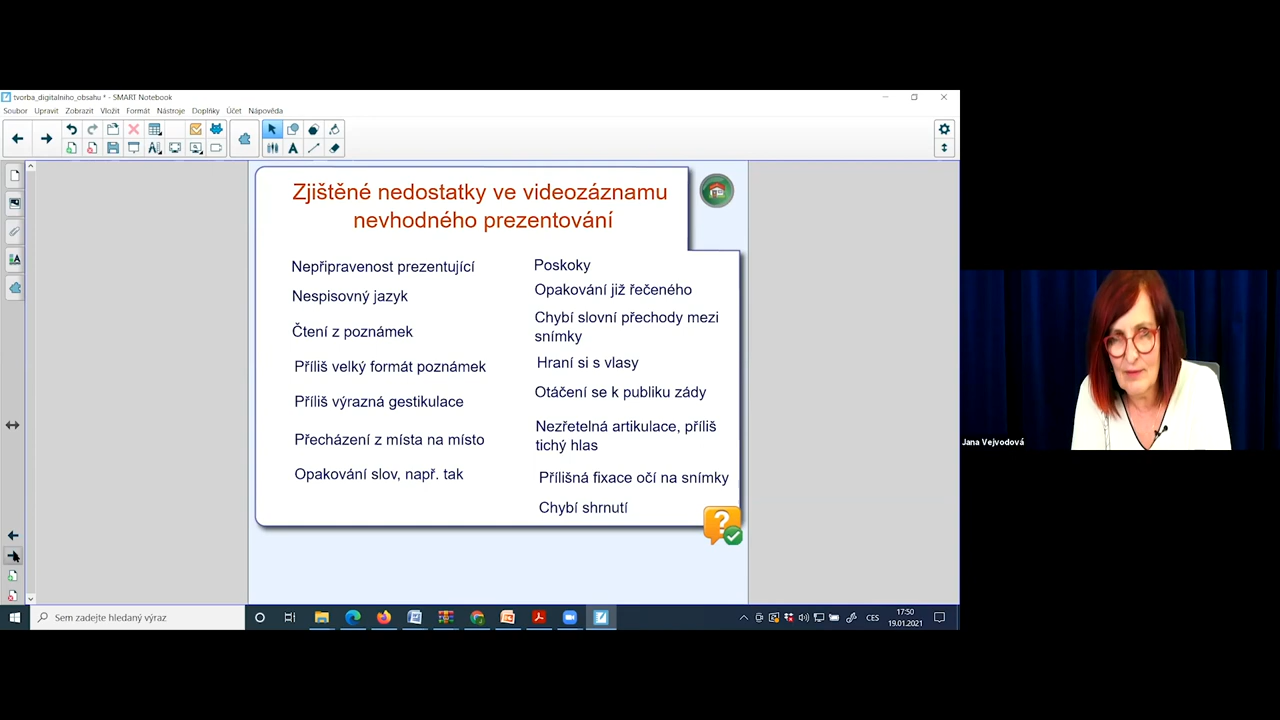 tvorba_digitalniho_obsahu * - SMART Notebook
Soubor Upravit Zobrazit Vložit Formát Nástroje Doplňky Účet Nápověda
Zjištěné nedostatky ve videozáznamu
nevhodného prezentování
Nepřipravenost prezentující
Nespisovný jazyk
Čtení z poznámek
Příliš velký formát poznámek
Příliš výrazná gestikulace
Přecházení z místa na místo
Opakování slov, např. tak
Poskoky
Opakování již řečeného
Chybí slovní přechody mezi
snímky
Hraní si s vlasy
Otáčení se k publiku zády
Nezřetelná artikulace, příliš
tichý hlas
Přílišná fixace očí na snímky
Chybí shrnutí
Jana Vejvodová
Sem zadejte hledaný výraz
CES
17:50
19.01.2021